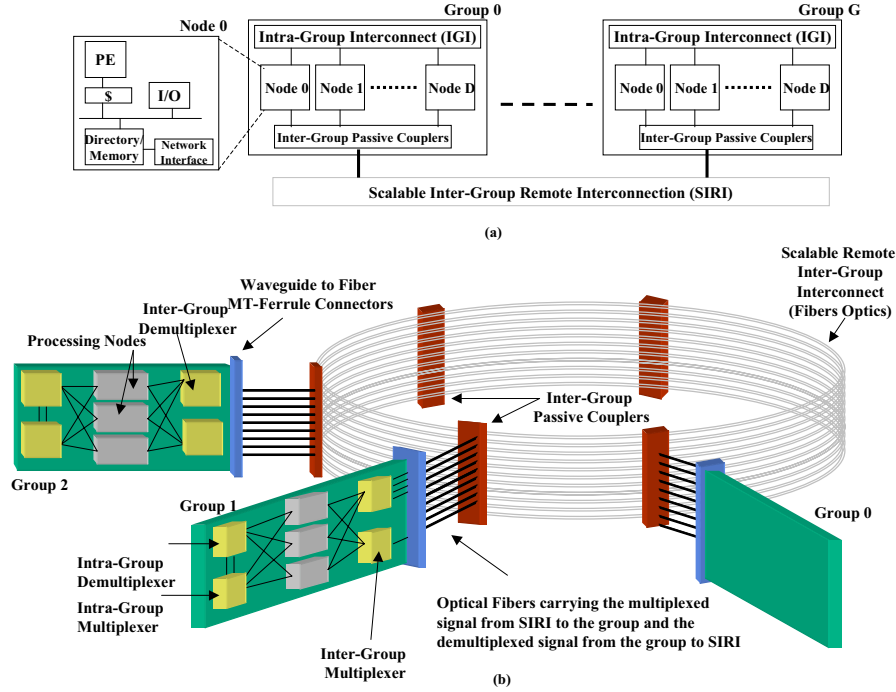 Node 0
PE
$
I/O
Directory/
Memory
Network
Interface
Group 0
Intra-Group Interconnect (IGI)
Node 0
Node 1
Node D
Inter-Group Passive Couplers
Group G
Intra-Group Interconnect (IGI)
Node 0
Node 1
Node D
Inter-Group Passive Couplers
Scalable Inter-Group Remote Interconnection (SIRI)
(a)
Waveguide to Fiber
MT-Ferrule Connectors
Inter-Group
Demultiplexer
Processing Nodes
Scalable Remote
Inter-Group
Interconnect
(Fibers Optics)
Inter-Group
Passive Couplers
Group 2
Group 1
Group 0
Intra-Group
Demultiplexer
Intra-Group
Multiplexer
Inter-Group
Multiplexer
Optical Fibers carrying the multiplexed
signal from SIRI to the group and the
demultiplexed signal from the group to SIRI
(b)